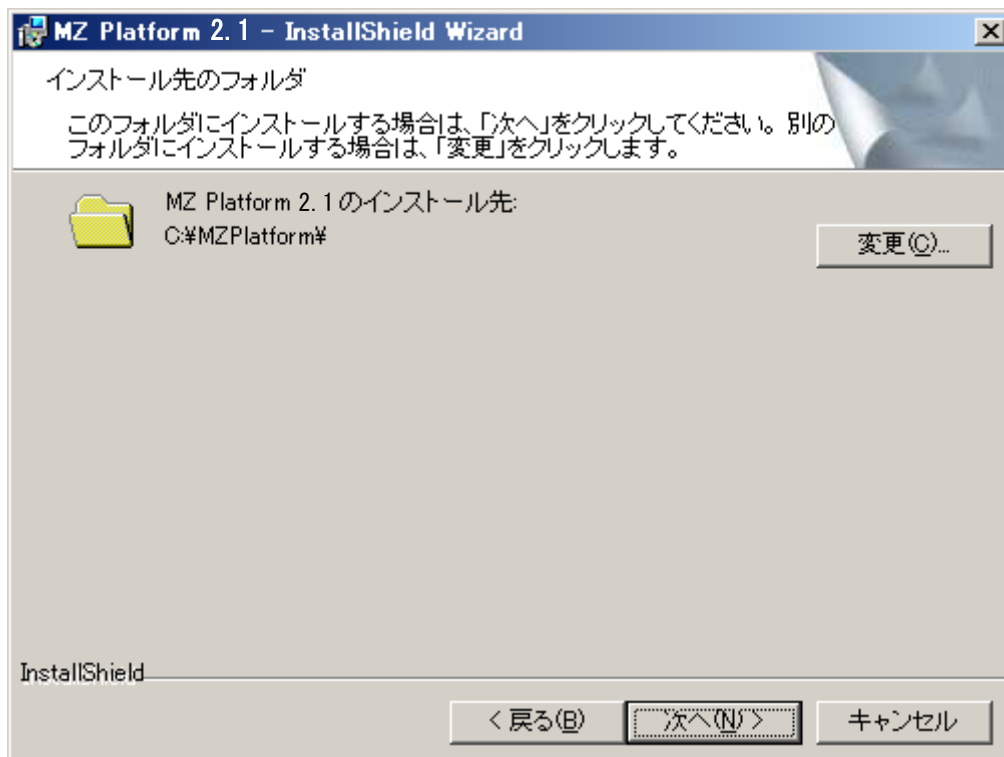 MZ Platform 2.1 - InstallShield Wizard
インストール先のフォルダ
このフォルダにインストールする場合は、「次へ」をクリックしてください。別の
フォルダにインストールする場合は、「変更」をクリックします。
MZ Platform 2.1のインストール先:
C:¥MZPlatform¥
変更(C)...
InstallShield
< 戻る(B)
次へ(N) >
キャンセル